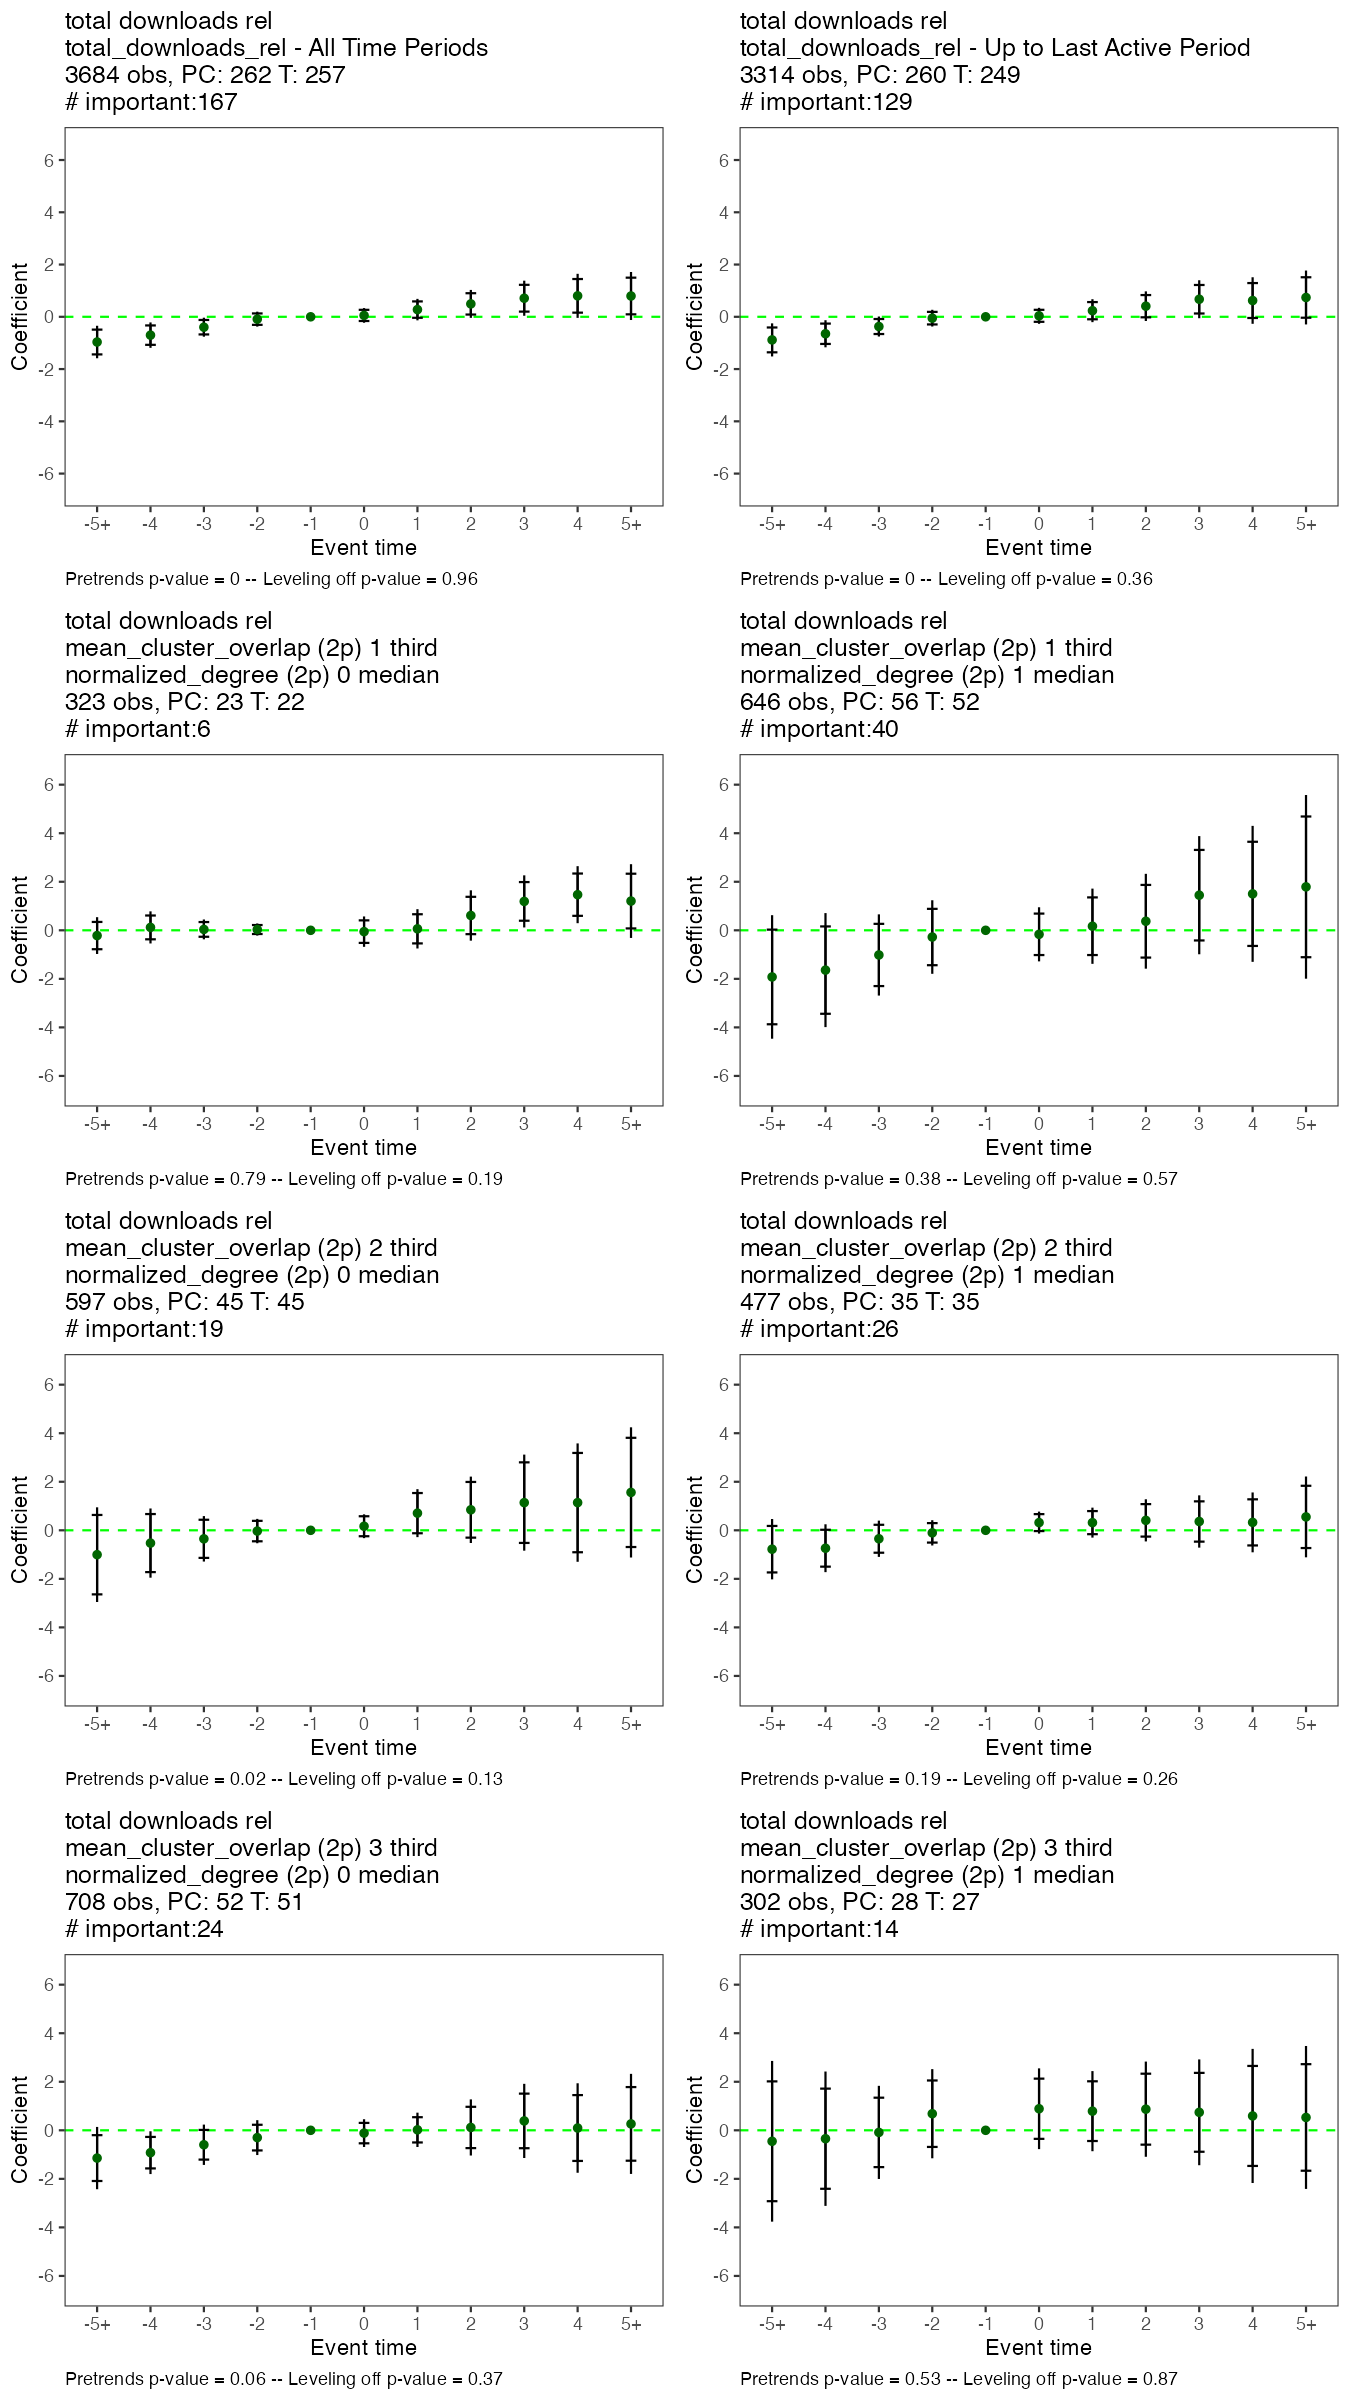 total downloads rel
total_downloads_rel - All Time Periods
3684 obs, PC: 262 T: 257
# important:167
6
4
2
0
-2
-4
-6
Coefficient
-5+ -4 -3 -2 -1 0 1 2 3 4 5+
Event time
Pretrends p-value = 0 -- Leveling off p-value = 0.96
total downloads rel
total_downloads_rel - Up to Last Active Period
3314 obs, PC: 260 T: 249
# important:129
6
4
2
0
-2
-4
-6
Coefficient
-5+ -4 -3 -2 -1 0 1 2 3 4 5+
Event time
Pretrends p-value = 0 -- Leveling off p-value = 0.36
total downloads rel
mean_cluster_overlap (2p) 1 third
normalized_degree (2p) 0 median
323 obs, PC: 23 T: 22
# important:6
6
4
2
0
-2
-4
-6
Coefficient
-5+ -4 -3 -2 -1 0 1 2 3 4 5+
Event time
Pretrends p-value = 0.79 -- Leveling off p-value = 0.19
total downloads rel
mean_cluster_overlap (2p) 1 third
normalized_degree (2p) 1 median
646 obs, PC: 56 T: 52
# important:40
6
4
2
0
-2
-4
-6
Coefficient
-5+ -4 -3 -2 -1 0 1 2 3 4 5+
Event time
Pretrends p-value = 0.38 -- Leveling off p-value = 0.57
total downloads rel
mean_cluster_overlap (2p) 2 third
normalized_degree (2p) 0 median
597 obs, PC: 45 T: 45
# important:19
6
4
2
0
-2
-4
-6
Coefficient
-5+ -4 -3 -2 -1 0 1 2 3 4 5+
Event time
Pretrends p-value = 0.02 -- Leveling off p-value = 0.13
total downloads rel
mean_cluster_overlap (2p) 2 third
normalized_degree (2p) 1 median
477 obs, PC: 35 T: 35
# important:26
6
4
2
0
-2
-4
-6
Coefficient
-5+ -4 -3 -2 -1 0 1 2 3 4 5+
Event time
Pretrends p-value = 0.19 -- Leveling off p-value = 0.26
total downloads rel
mean_cluster_overlap (2p) 3 third
normalized_degree (2p) 0 median
708 obs, PC: 52 T: 51
# important:24
6
4
2
0
-2
-4
-6
Coefficient
-5+ -4 -3 -2 -1 0 1 2 3 4 5+
Event time
Pretrends p-value = 0.06 -- Leveling off p-value = 0.37
total downloads rel
mean_cluster_overlap (2p) 3 third
normalized_degree (2p) 1 median
302 obs, PC: 28 T: 27
# important:14
6
4
2
0
-2
-4
-6
Coefficient
-5+ -4 -3 -2 -1 0 1 2 3 4 5+
Event time
Pretrends p-value = 0.53 -- Leveling off p-value = 0.87